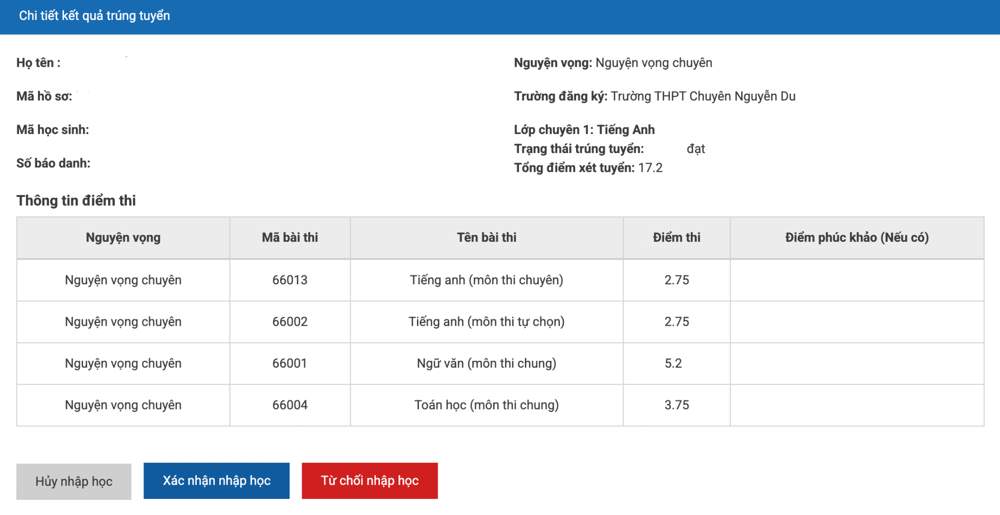 Chi tiết kết quả trúng tuyển
Họ tên :
Nguyện vọng: Nguyện vọng chuyên
Mã hồ sơ:
Trường đăng ký: Trường THPT Chuyên Nguyễn Du
Mã học sinh:
Lớp chuyên 1: Tiếng Anh
Trạng thái trúng tuyển: đạt
Số báo danh:
Tổng điểm xét tuyển: 17.2
Thông tin điểm thi
Nguyện vọng Mã bài thi Tên bài thi Điểm thi Điểm phúc khảo (Nếu có)
Nguyện vọng chuyên 66013 Tiếng anh (môn thi chuyên) 2.75
Nguyện vọng chuyên 66002 Tiếng anh (môn thi tự chọn) 2.75
Nguyện vọng chuyên 66001 Ngữ văn (môn thi chung) 5.2
Nguyện vọng chuyên 66004 Toán học (môn thi chung) 3.75
Hủy nhập học Xác nhận nhập học Từ chối nhập học